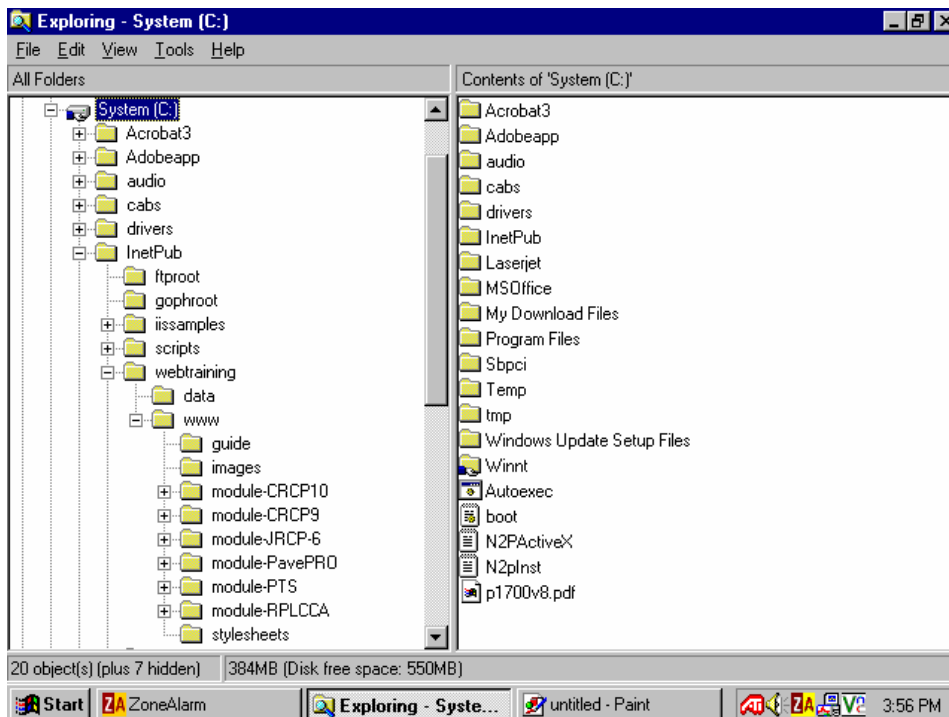 Exploring - System (C:)
File Edit View Tools Help
All Folders
Contents of 'System (C:)'
System (C:)
Acrobat3
Adobeapp
audio
cabs
drivers
InetPub
ftproot
gophroot
iissamples
scripts
webtraining
data
www
guide
images
module-CRCP10
module-CRCP9
module-JRCP-6
module-PavePRO
module-PTS
module-RPLCCA
stylesheets
Acrobat3
Adobeapp
audio
cabs
drivers
InetPub
Laserjet
MSOffice
My Download Files
Program Files
Sbpci
Temp
tmp
Windows Update Setup Files
Winnt
Autoexec
boot
N2PActiveX
N2pInst
p1700v8.pdf
20 object(s) (plus 7 hidden)
384MB (Disk free space: 550MB)
Start
ZA ZoneAlarm
Exploring - Syste...
untitled - Paint
ZA
3:56 PM